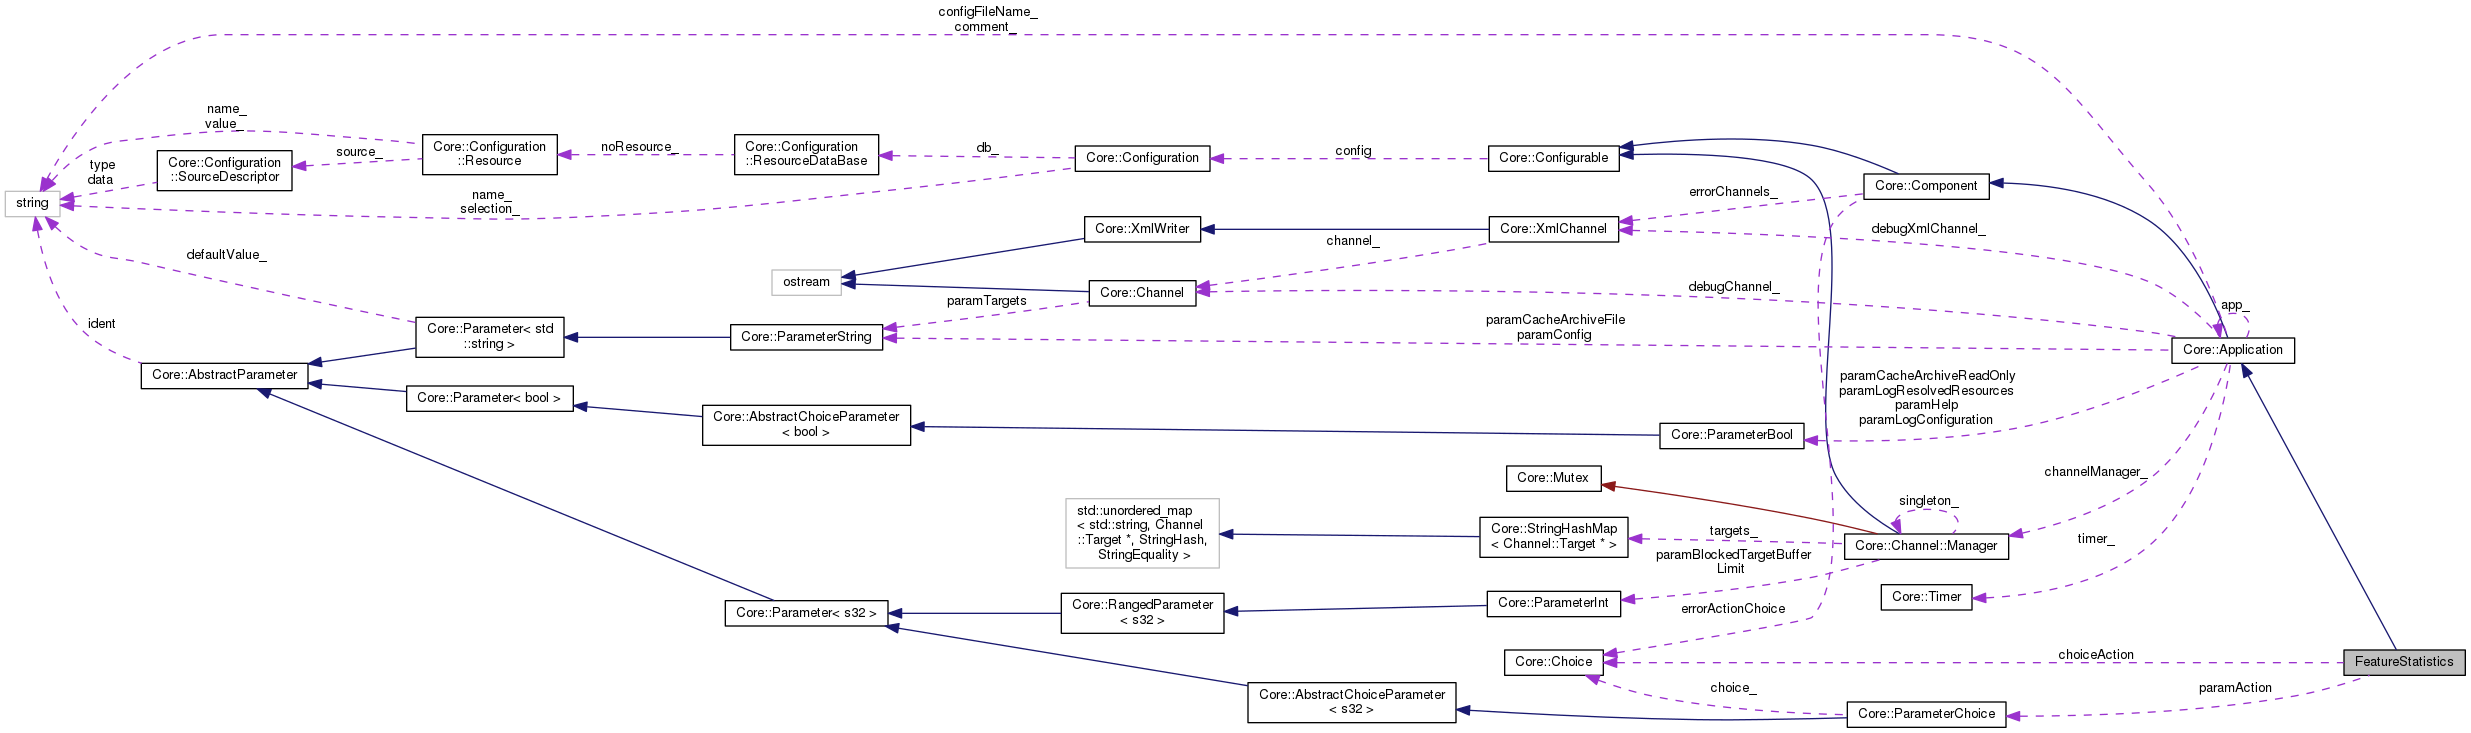 configFileName_
comment_
name_
value_
Core::Configuration
::Resource
noResource_
Core::Configuration
::ResourceDataBase
db_
Core::Configuration
config
Core::Configurable
source_
Core::Configuration
::SourceDescriptor
type
data
string
name_
selection_
errorChannels_
Core::Component
Core::XmlWriter
Core::XmlChannel
debugXmlChannel_
channel_
defaultValue_
ostream
Core::Channel
debugChannel_
paramTargets
app_
ident
Core::Parameter< std
::string >
Core::ParameterString
paramCacheArchiveFile
paramConfig
Core::Application
Core::AbstractParameter
Core::Parameter< bool >
Core::AbstractChoiceParameter
< bool >
paramCacheArchiveReadOnly
paramLogResolvedResources
paramHelp
paramLogConfiguration
Core::ParameterBool
Core::Mutex
channelManager_
singleton_
std::unordered_map
< std::string, Channel
::Target *, StringHash,
StringEquality >
Core::StringHashMap
< Channel::Target * >
targets_
Core::Channel::Manager
timer_
paramBlockedTargetBuffer
Limit
Core::Timer
Core::Parameter< s32 >
Core::RangedParameter
< s32 >
Core::ParameterInt
errorActionChoice
Core::Choice
choiceAction
FeatureStatistics
choice_
paramAction
Core::AbstractChoiceParameter
< s32 >
Core::ParameterChoice